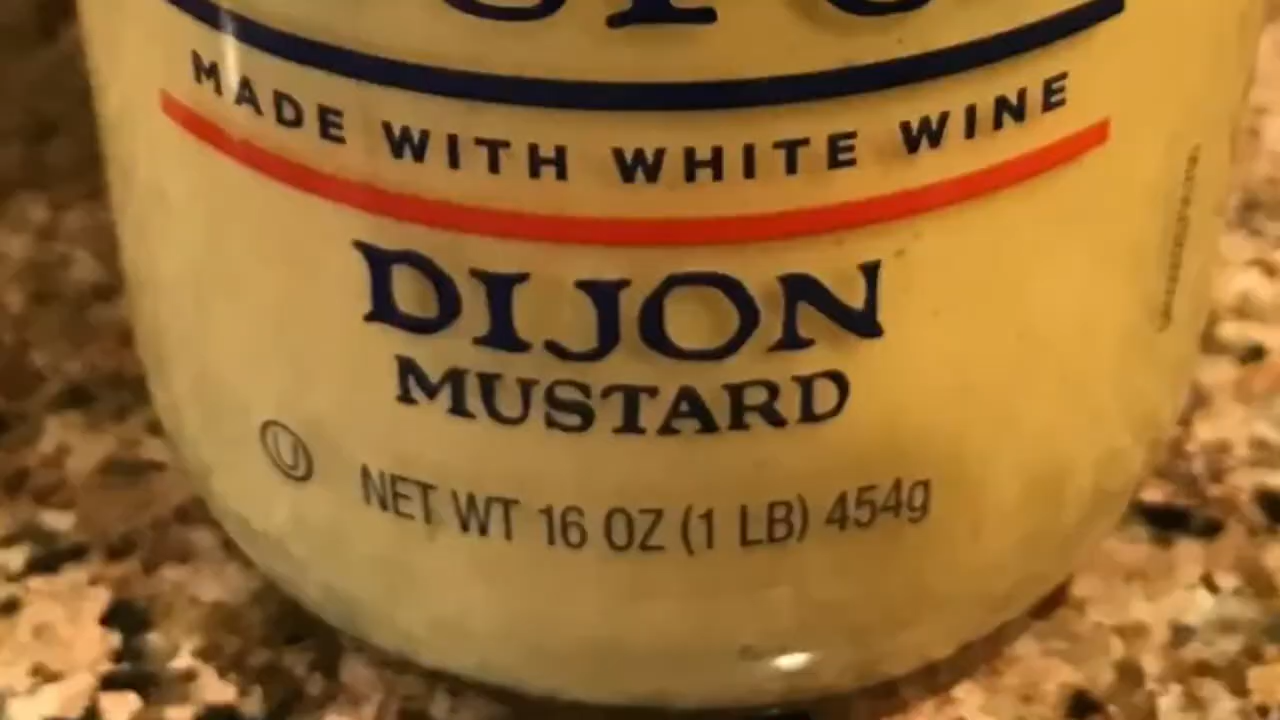 MADE WITH WHITE WINE
DIJON
MUSTARD
U
NET WT 16 OZ (1 LB) 454g